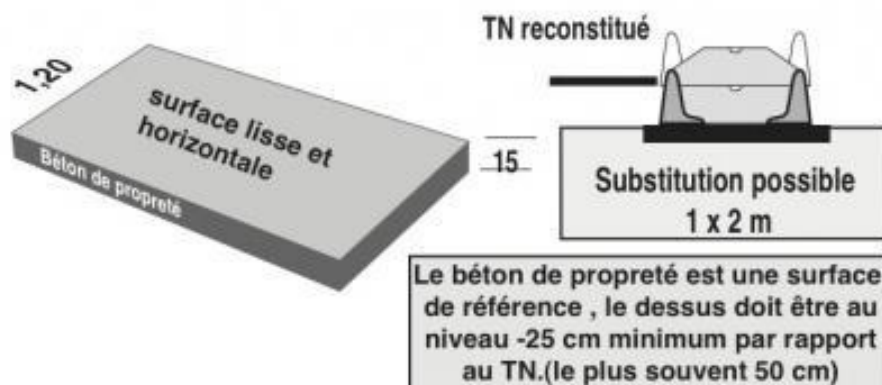 TN reconstitué
1,20
surface lisse et
horizontale
Béton de propreté
15
Substitution possible
1 x 2 m
Le béton de propreté est une surface
de référence , le dessus doit être au
niveau -25 cm minimum par rapport
au TN.(le plus souvent 50 cm)